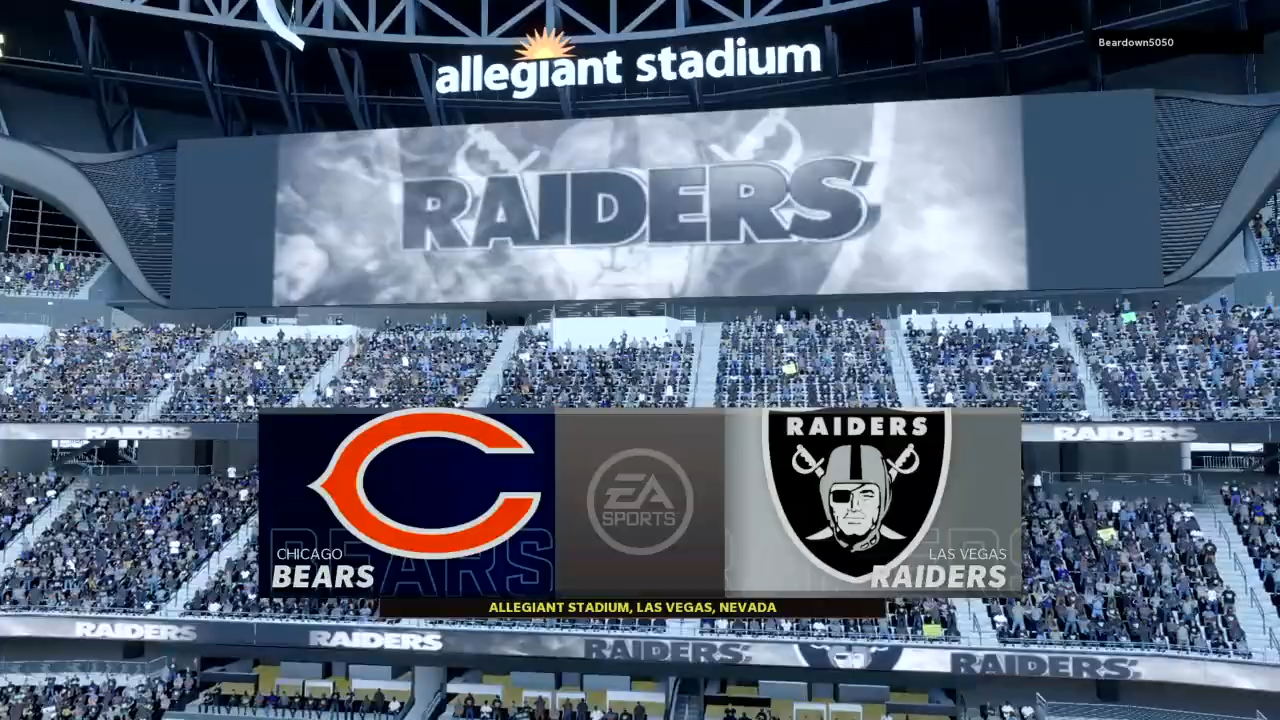 Beardown5050
allegiant stadium
RAIDERS
RAIDERS
RAIDERS
RAIDERS
EA
SPORTS
BEARS
CHICAGO
BEARS
LAS VEGAS
RAIDERS
ALLEGIANT STADIUM, LAS VEGAS, NEVADA
RAIDERS
RAIDERS
RAIDERS
RAIDERS